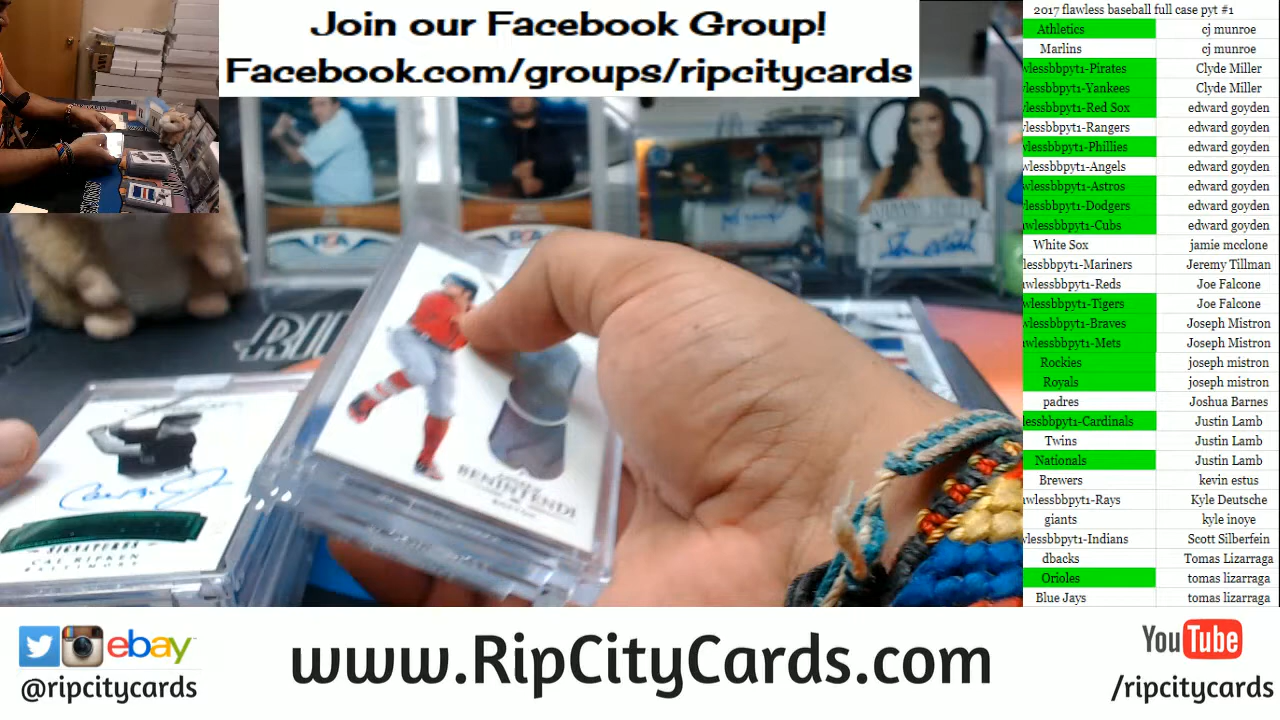 Join our Facebook Group!
Facebook.com/groups/ripcitycards
2017 flawless baseball full case pyt #1
Athletics cj munroe
Marlins cj munroe
wlessbbpyt1-Pirates Clyde Miller
wlessbbpyt1-Yankees Clyde Miller
wlessbbpyt1-Red Sox edward goyden
lessbbpyt1-Rangers edward goyden
wlessbbpyt1-Phillies edward goyden
wlessbbpyt1-Angels edward goyden
wlessbbpyt1-Astros edward goyden
lessbbpyt1-Dodgers edward goyden
wlessbbpyt1-Cubs edward goyden
White Sox jamie mcclone
lessbbpyt1-Mariners Jeremy Tillman
wlessbbpyt1-Reds Joe Falcone
wlessbbpyt1-Tigers Joe Falcone
wlessbbpyt1-Braves Joseph Mistron
wlessbbpyt1-Mets Joseph Mistron
Rockies joseph mistron
Royals joseph mistron
padres Joshua Barnes
essbbpyt1-Cardinals Justin Lamb
Twins Justin Lamb
Nationals Justin Lamb
Brewers kevin estus
awlessbbpyt1-Rays Kyle Deutsche
giants kyle inoye
wlessbbpyt1-Indians Scott Silberfein
dbacks Tomas Lizarraga
Orioles tomas lizarraga
Blue Jays tomas lizarraga
BENINTENDI
BOSTON
SIGNATURES
CAL RIPKEN
BALTIMORE
ebay
@ripcitycards
www.RipCityCards.com
YouTube
/ripcitycards